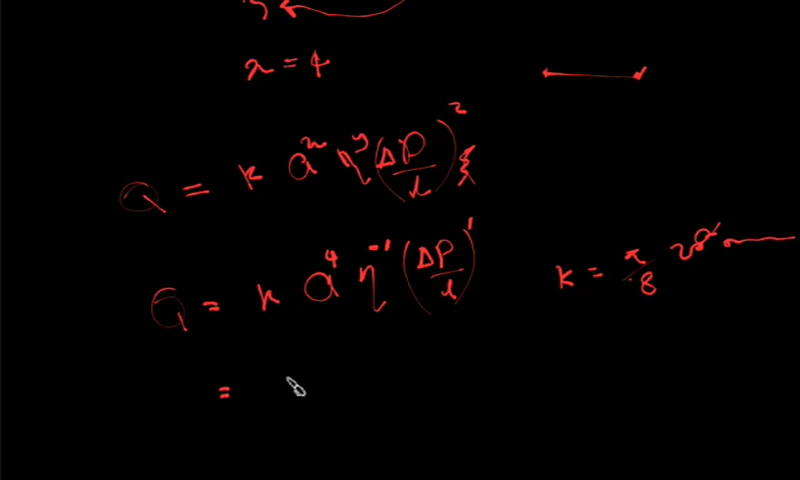 x = 4
Q = k a^x η^y (ΔP/l)^z
Q = k a^4 η^-1 (ΔP/l)^1 K = π/8
=